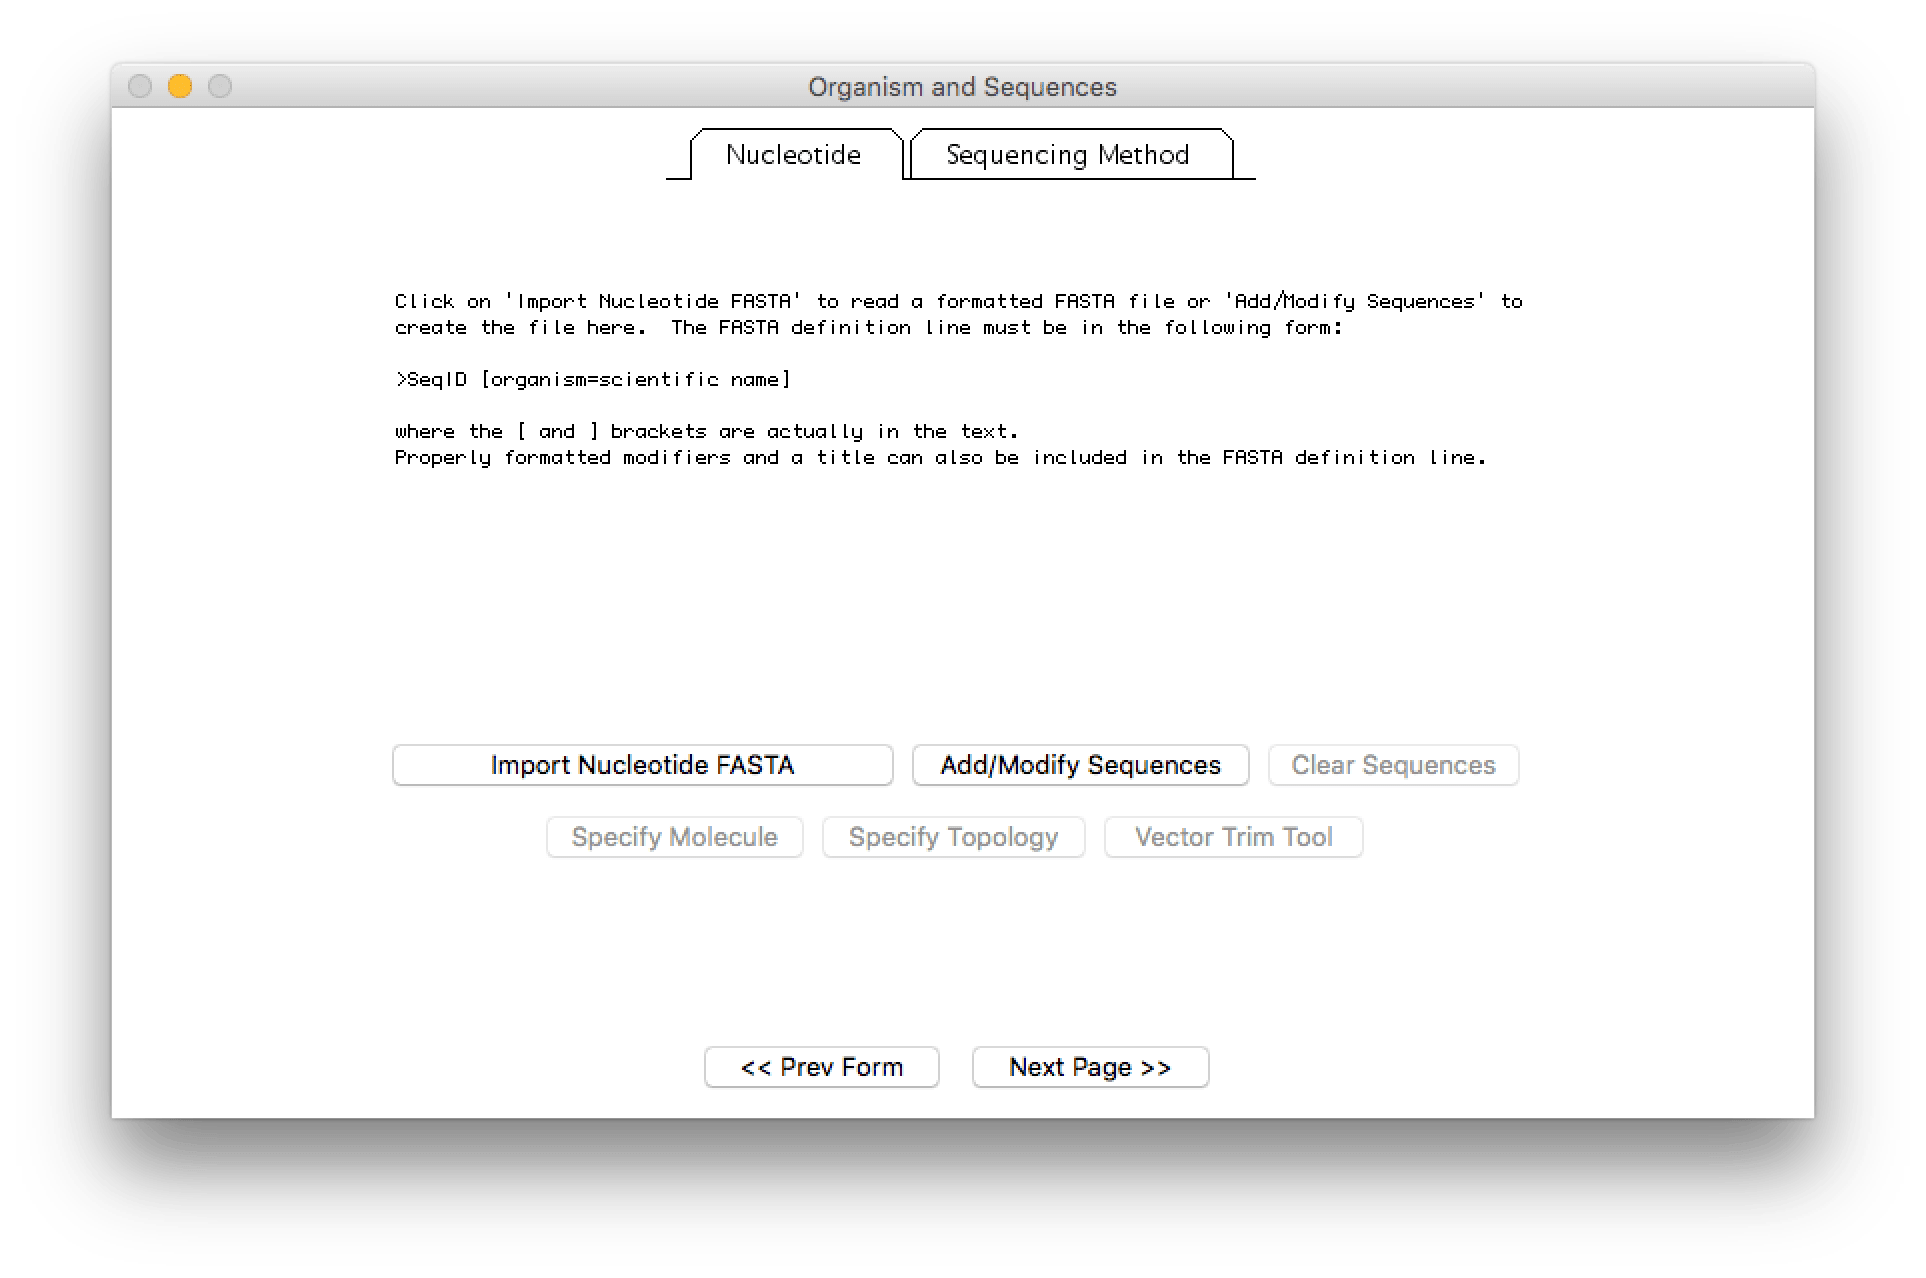 Organism and Sequences
Nucleotide
Sequencing Method
Click on 'Import Nucleotide FASTA' to read a formatted FASTA file or 'Add/Modify Sequences' to
create the file here.  The FASTA definition line must be in the following form:
>SeqID [organism=scientific name]
where the [ and ] brackets are actually in the text.
Properly formatted modifiers and a title can also be included in the FASTA definition line.
Import Nucleotide FASTA
Add/Modify Sequences
Clear Sequences
Specify Molecule
Specify Topology
Vector Trim Tool
<< Prev Form
Next Page >>